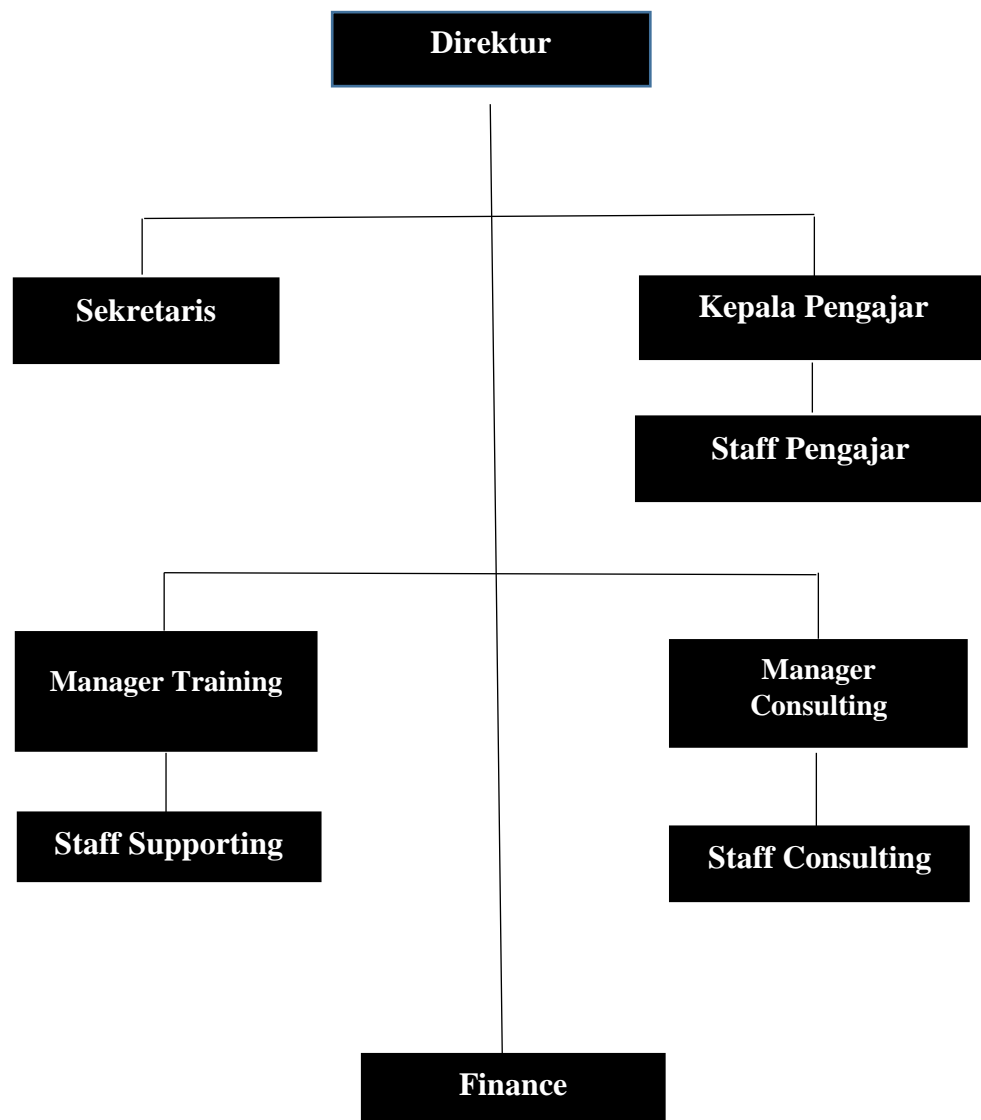 Direktur
Sekretaris
Kepala Pengajar
Staff Pengajar
Manager Training
Manager
Consulting
Staff Supporting
Staff Consulting
Finance